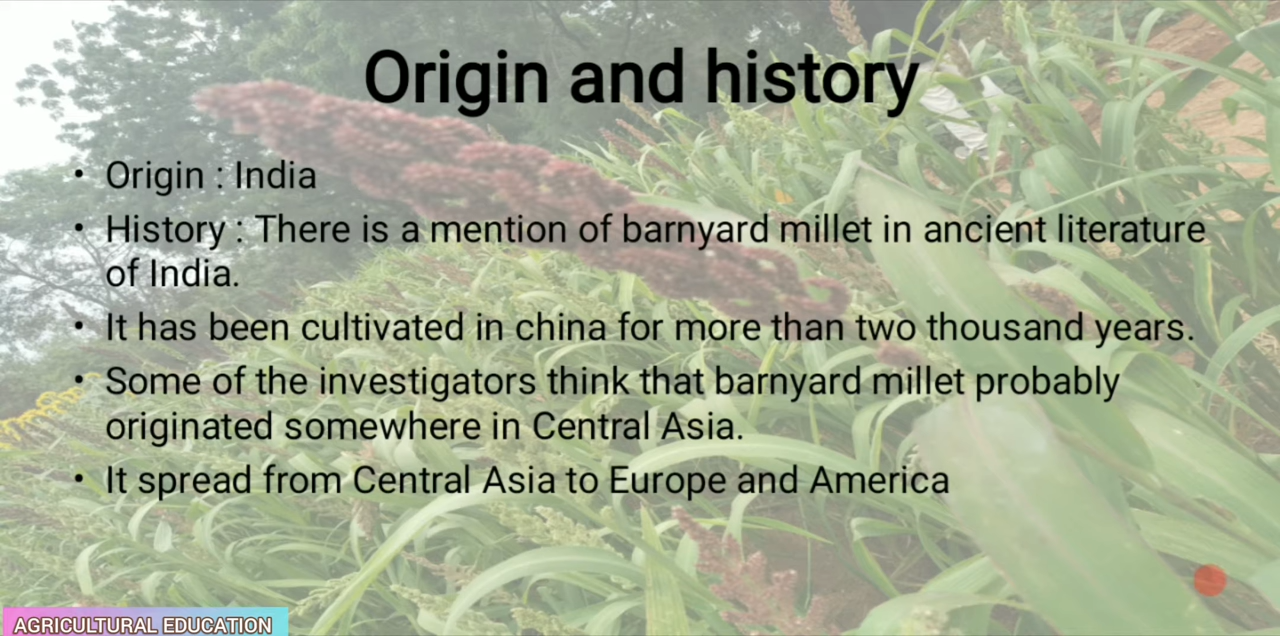 Origin and history
• Origin : India
• History : There is a mention of barnyard millet in ancient literature
of India.
• It has been cultivated in china for more than two thousand years.
• Some of the investigators think that barnyard millet probably
originated somewhere in Central Asia.
• It spread from Central Asia to Europe and America
AGRICULTURAL EDUCATION